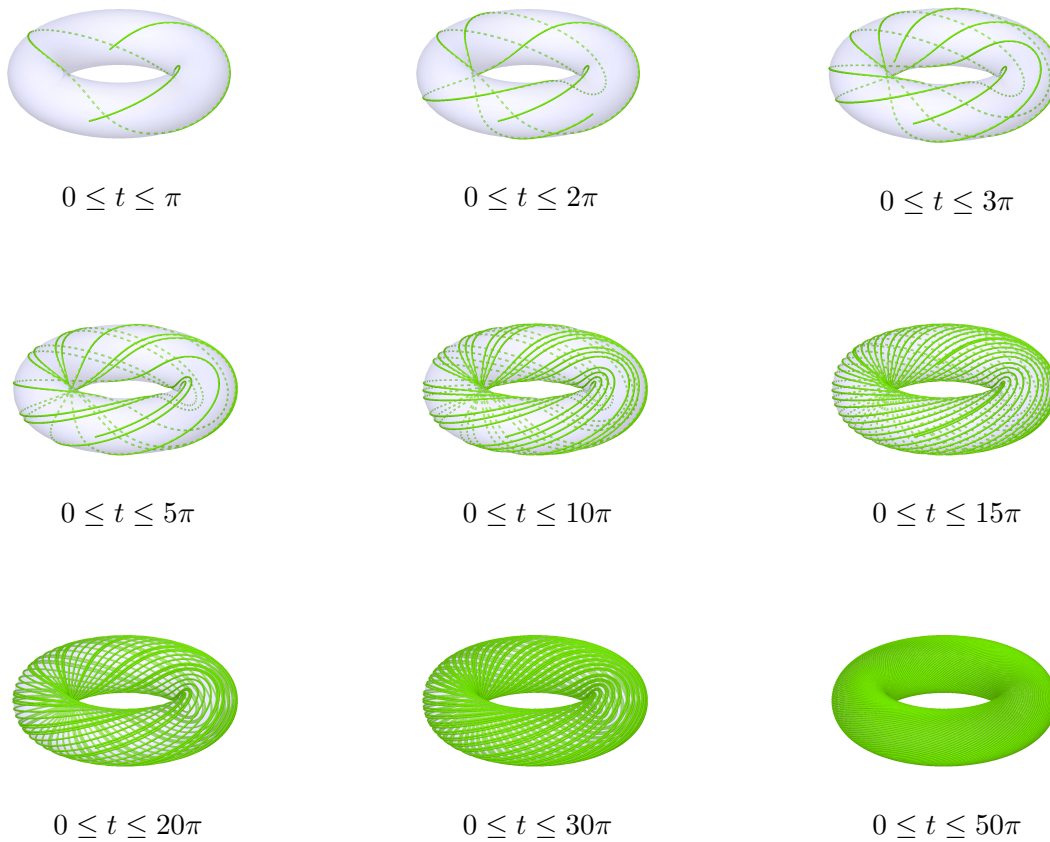 0 ≤ t ≤ π
0 ≤ t ≤ 2π
0 ≤ t ≤ 3π
0 ≤ t ≤ 5π
0 ≤ t ≤ 10π
0 ≤ t ≤ 15π
0 ≤ t ≤ 20π
0 ≤ t ≤ 30π
0 ≤ t ≤ 50π